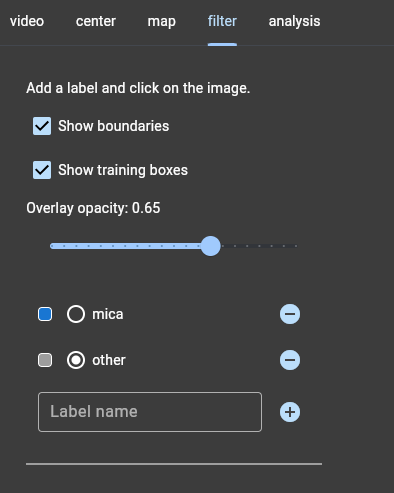 video center map filter analysis
Add a label and click on the image.
Show boundaries
Show training boxes
Overlay opacity: 0.65
mica
other
Label name